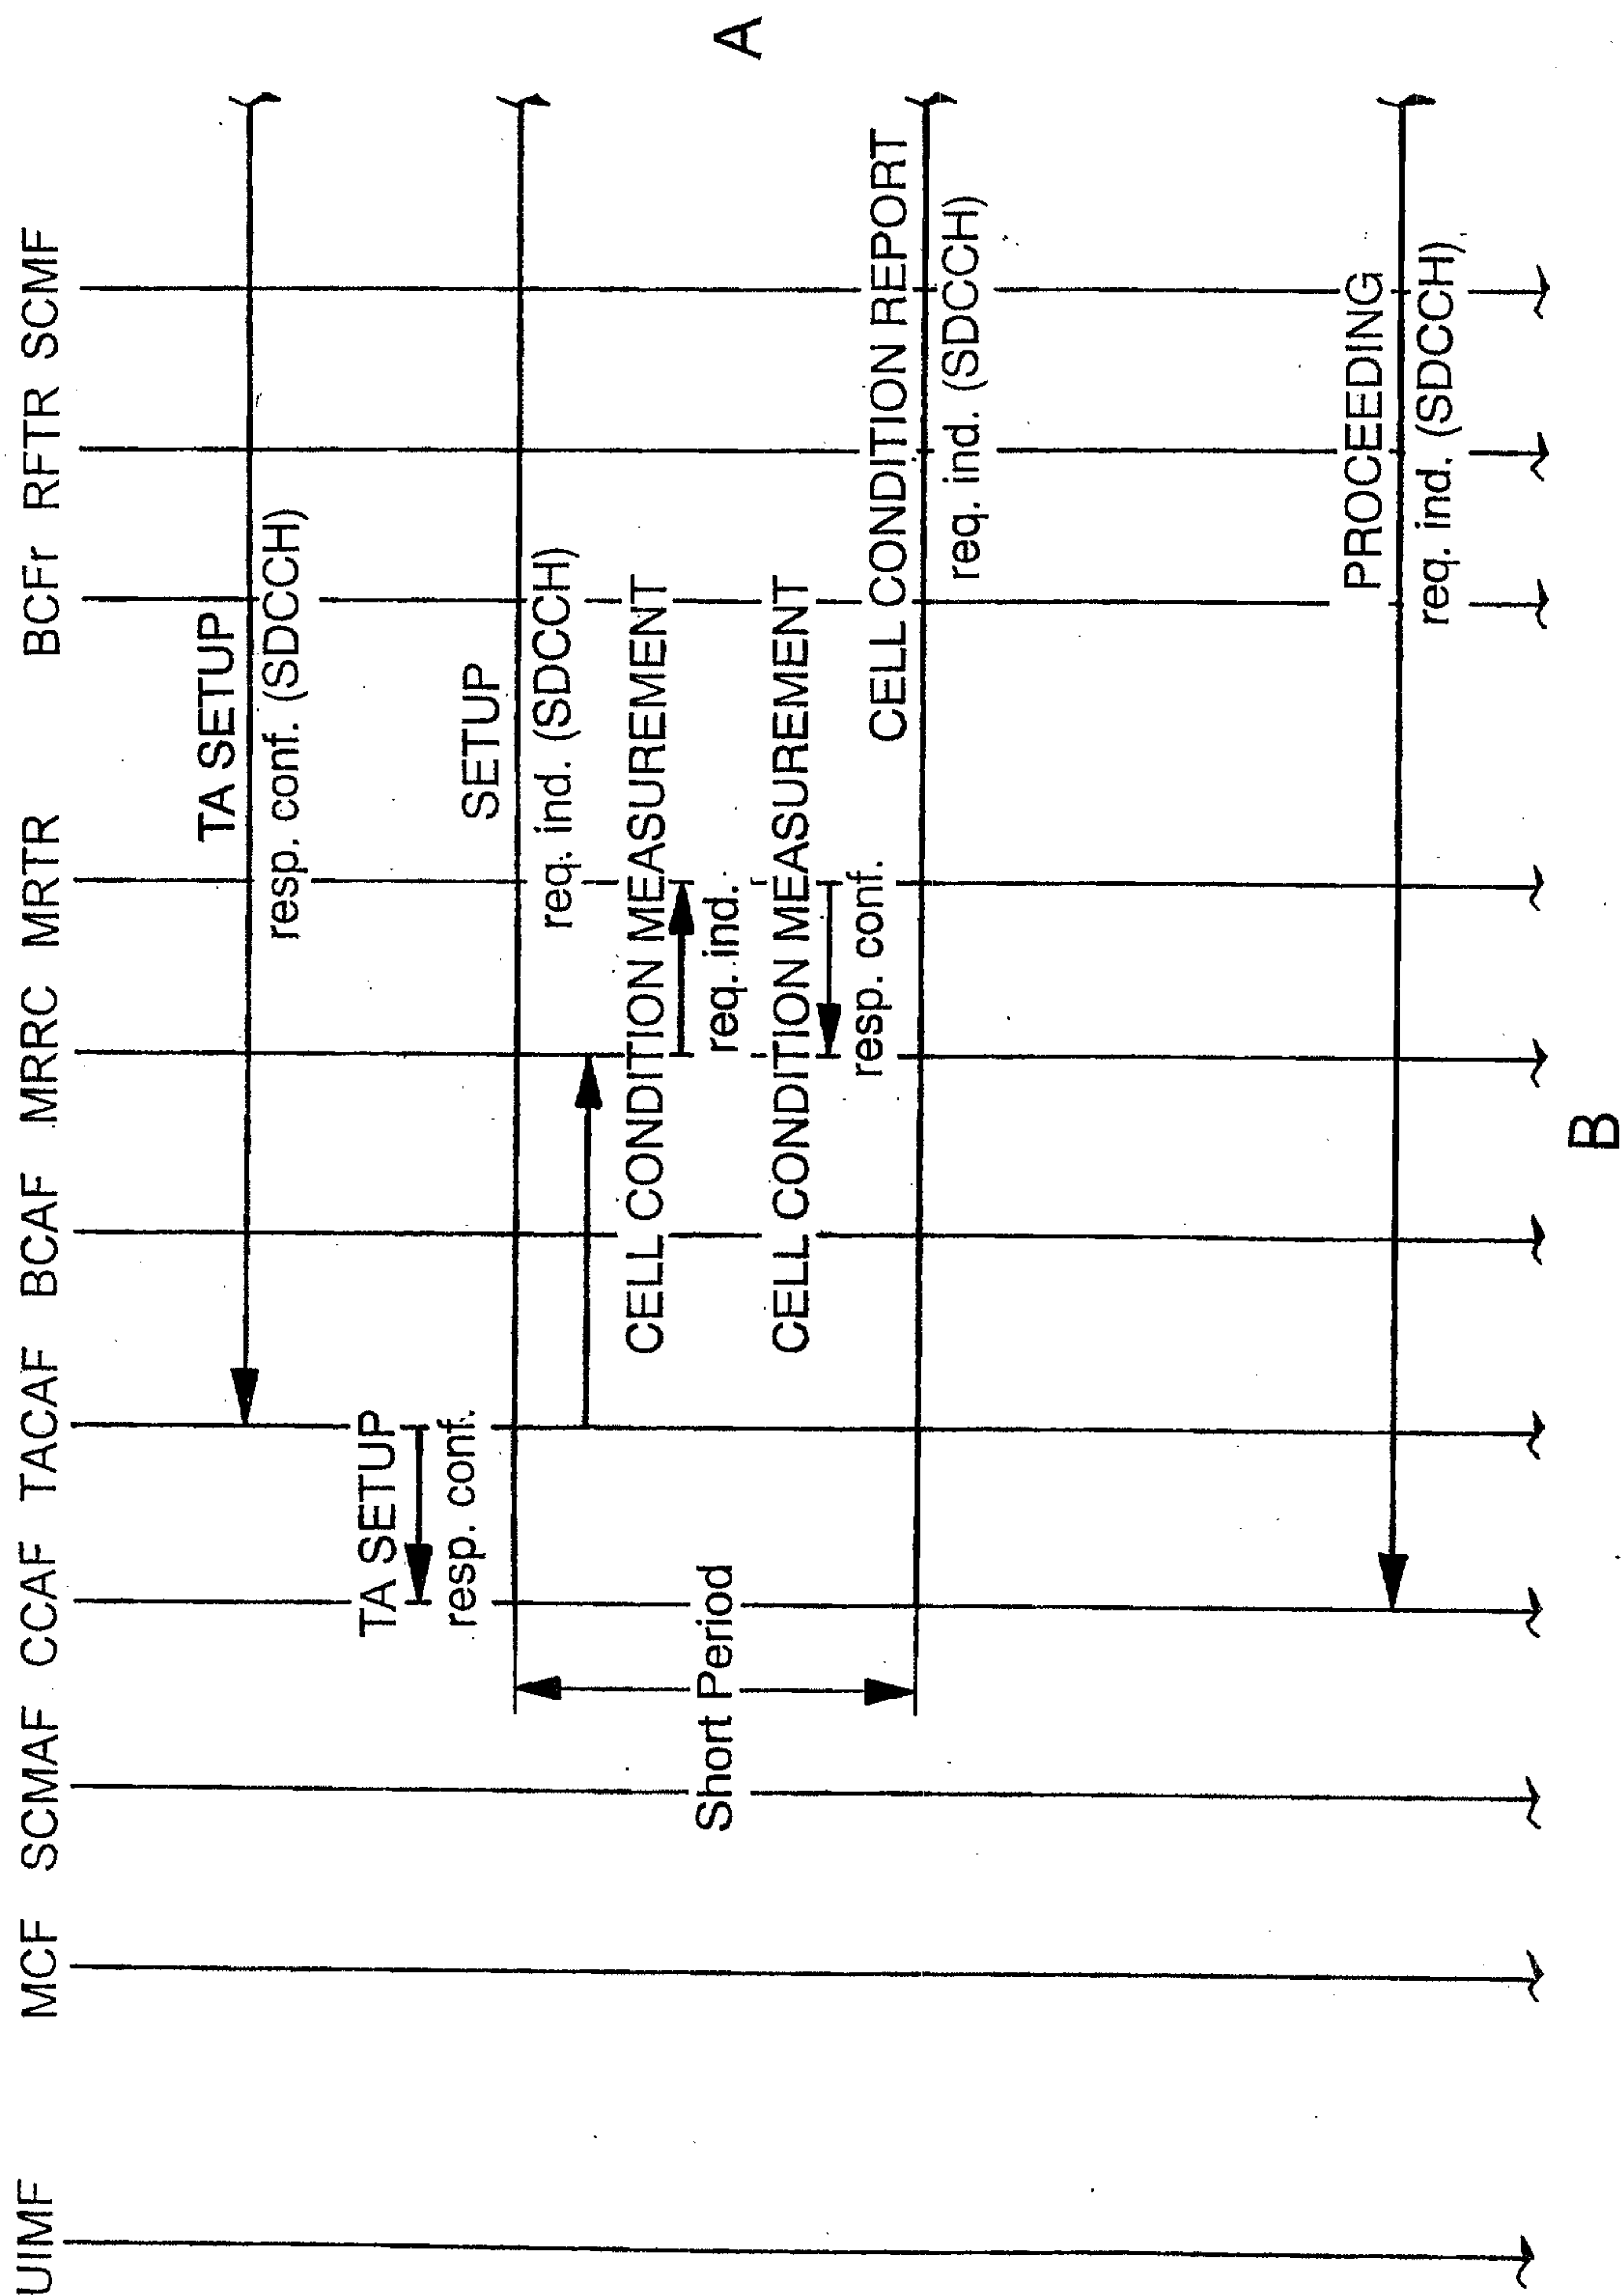 UIMF MCF SCMAF CCAF TACAF BCAF MRRC MRTR BCFr RFTR SCMF
TA SETUP
resp. conf. (SDCCH)
TA SETUP
resp. conf.
SETUP
req. ind. (SDCCH)
CELL CONDITION MEASUREMENT
req. ind.
Short Period
A
CELL CONDITION MEASUREMENT
resp. conf.
CELL CONDITION REPORT
req. ind. (SDCCH)
PROCEEDING
req. ind. (SDCCH)
B